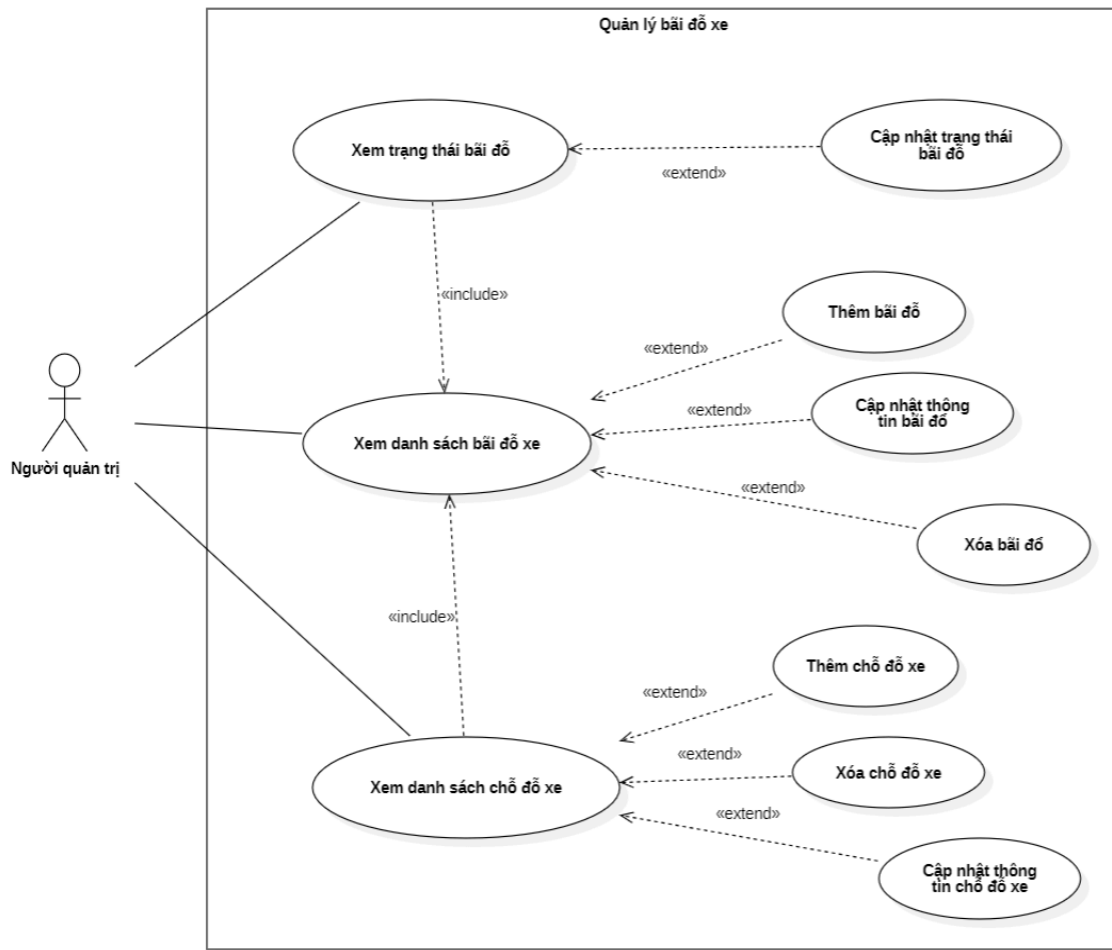 Quản lý bãi đỗ xe
Xem trạng thái bãi đỗ
Cập nhật trạng thái
bãi đỗ
«extend»
«include»
Thêm bãi đỗ
«extend»
Cập nhật thông
tin bãi đổ
«extend»
Xem danh sách bãi đỗ xe
Người quản trị
«extend»
Xóa bãi đổ
«include»
Thêm chỗ đỗ xe
«extend»
Xem danh sách chỗ đỗ xe
«extend»
Xóa chỗ đỗ xe
«extend»
Cập nhật thông
tin chỗ đỗ xe